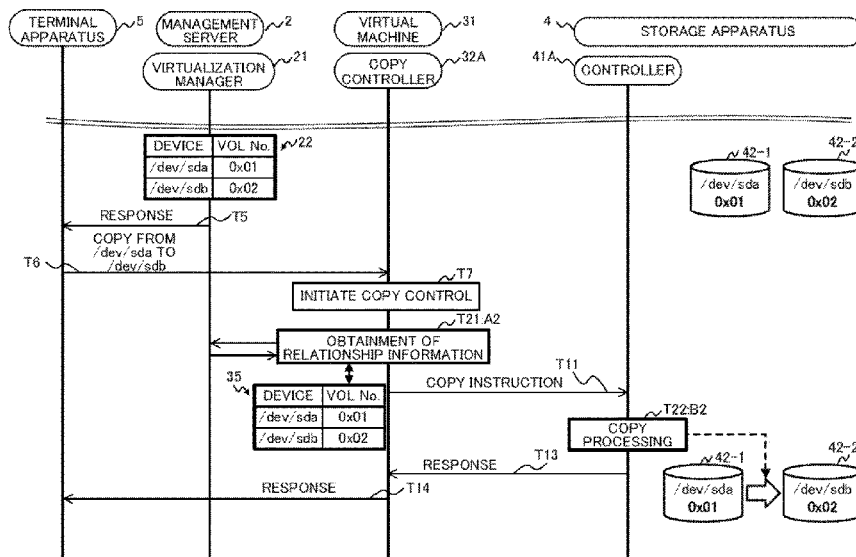 TERMINAL APPARATUS 5
MANAGEMENT SERVER 2
VIRTUAL MACHINE 31
4
STORAGE APPARATUS
VIRTUALIZATION MANAGER 21
COPY CONTROLLER 32A
41A
CONTROLLER
DEVICE VOL No. 22
/dev/sda 0x01
/dev/sdb 0x02
42-1
/dev/sda
0x01
42-2
/dev/sdb
0x02
RESPONSE T5
COPY FROM
/dev/sda TO
/dev/sdb
T6
T7
INITIATE COPY CONTROL
T21:A2
OBTAINMENT OF
RELATIONSHIP INFORMATION
35
DEVICE VOL No.
/dev/sda 0x01
/dev/sdb 0x02
COPY INSTRUCTION T11
T22:B2
COPY
PROCESSING
RESPONSE T13
RESPONSE T14
42-1
/dev/sda
0x01
42-2
/dev/sdb
0x02